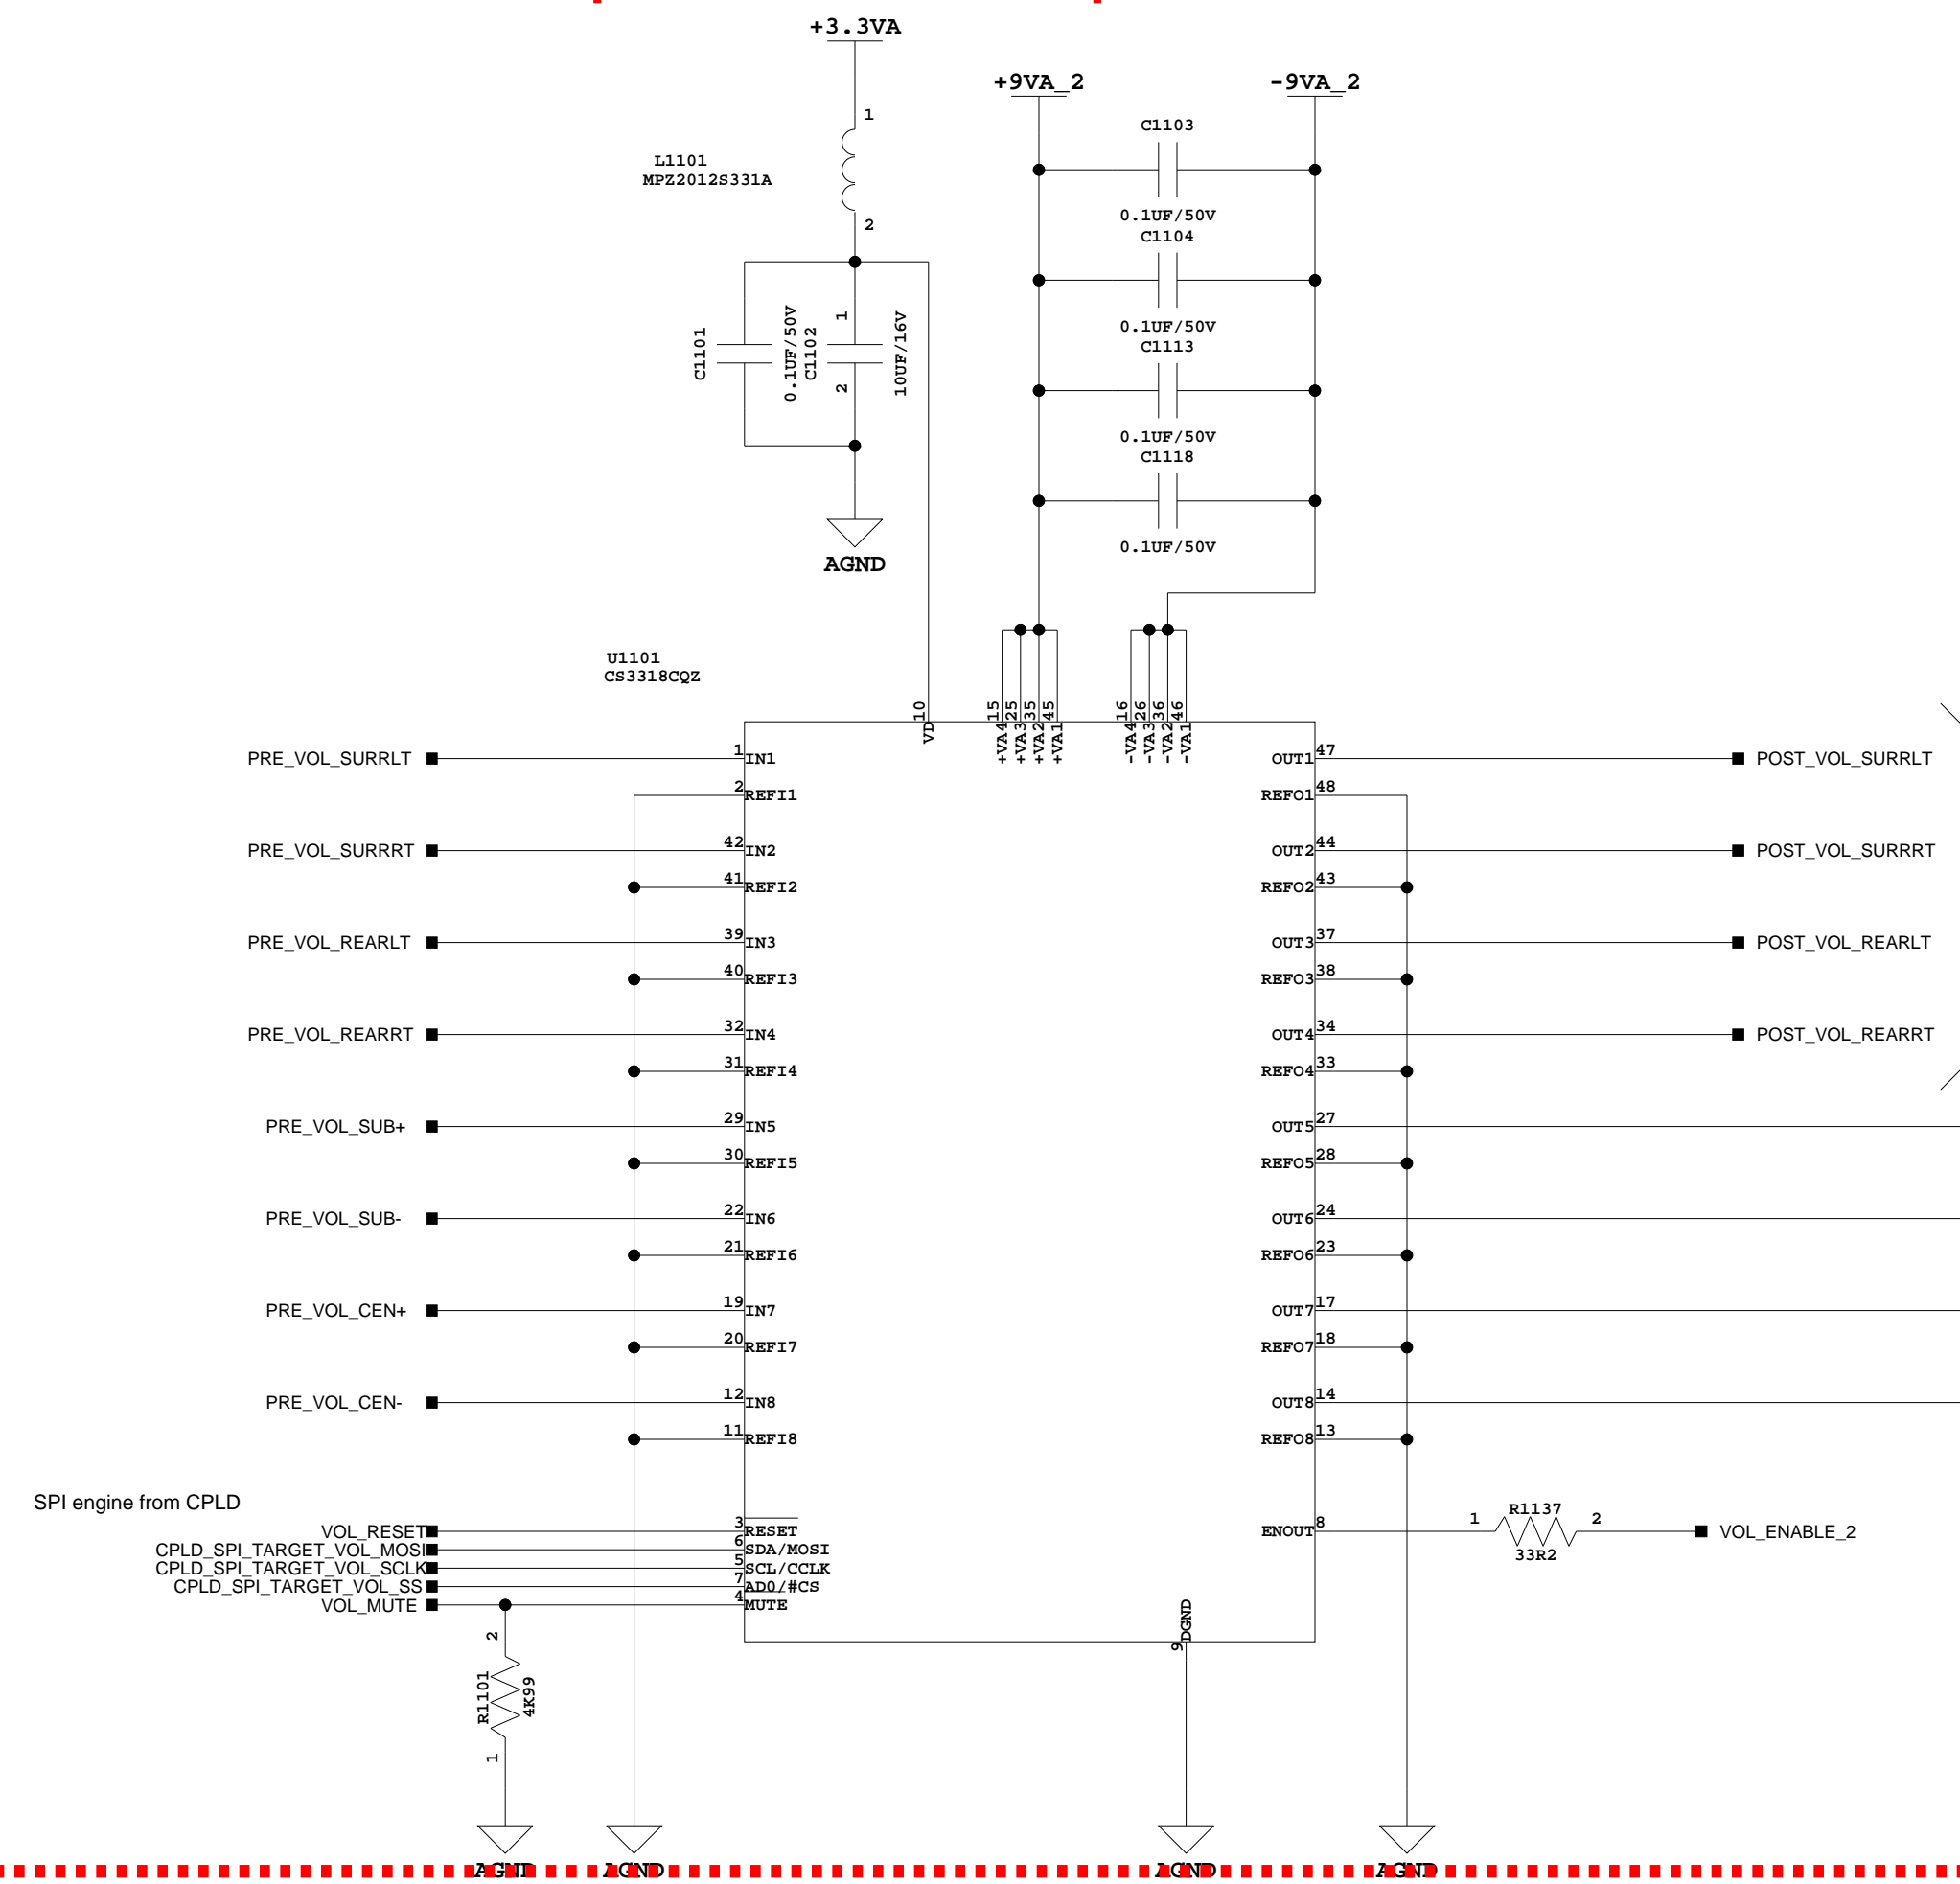 +3.3VA
+9VA_2
-9VA_2
1
C1103
L1101
MPZ2012S331A
2
0.1UF/50V
C1104
C1101
0.1UF/50V
C1102
1
2
10UF/16V
0.1UF/50V
C1113
0.1UF/50V
C1118
0.1UF/50V
AGND
U1101
CS3318CQZ
10 VD
15 +VA4
25 +VA3
35 +VA2
45 +VA1
16 -VA4
26 -VA3
36 -VA2
46 -VA1
PRE_VOL_SURRLT 1 IN1 OUT1 47 POST_VOL_SURRLT
2 REFI1 REFO1 48
PRE_VOL_SURRRT 42 IN2 OUT2 44 POST_VOL_SURRRT
41 REFI2 REFO2 43
PRE_VOL_REARLT 39 IN3 OUT3 37 POST_VOL_REARLT
40 REFI3 REFO3 38
PRE_VOL_REARRT 32 IN4 OUT4 34 POST_VOL_REARRT
31 REFI4 REFO4 33
PRE_VOL_SUB+ 29 IN5 OUT5 27
30 REFI5 REFO5 28
PRE_VOL_SUB- 22 IN6 OUT6 24
21 REFI6 REFO6 23
PRE_VOL_CEN+ 19 IN7 OUT7 17
20 REFI7 REFO7 18
PRE_VOL_CEN- 12 IN8 OUT8 14
11 REFI8 REFO8 13
SPI engine from CPLD
R1137
VOL_RESET 3 RESET ENOUT 8 1 2 VOL_ENABLE_2
33R2
CPLD_SPI_TARGET_VOL_MOSI 6 SDA/MOSI
CPLD_SPI_TARGET_VOL_SCLK 5 SCL/CCLK
CPLD_SPI_TARGET_VOL_SS 7 AD0/#CS
VOL_MUTE 4 MUTE
9 DGND
2
R1101
4K99
1
AGND AGND AGND AGND